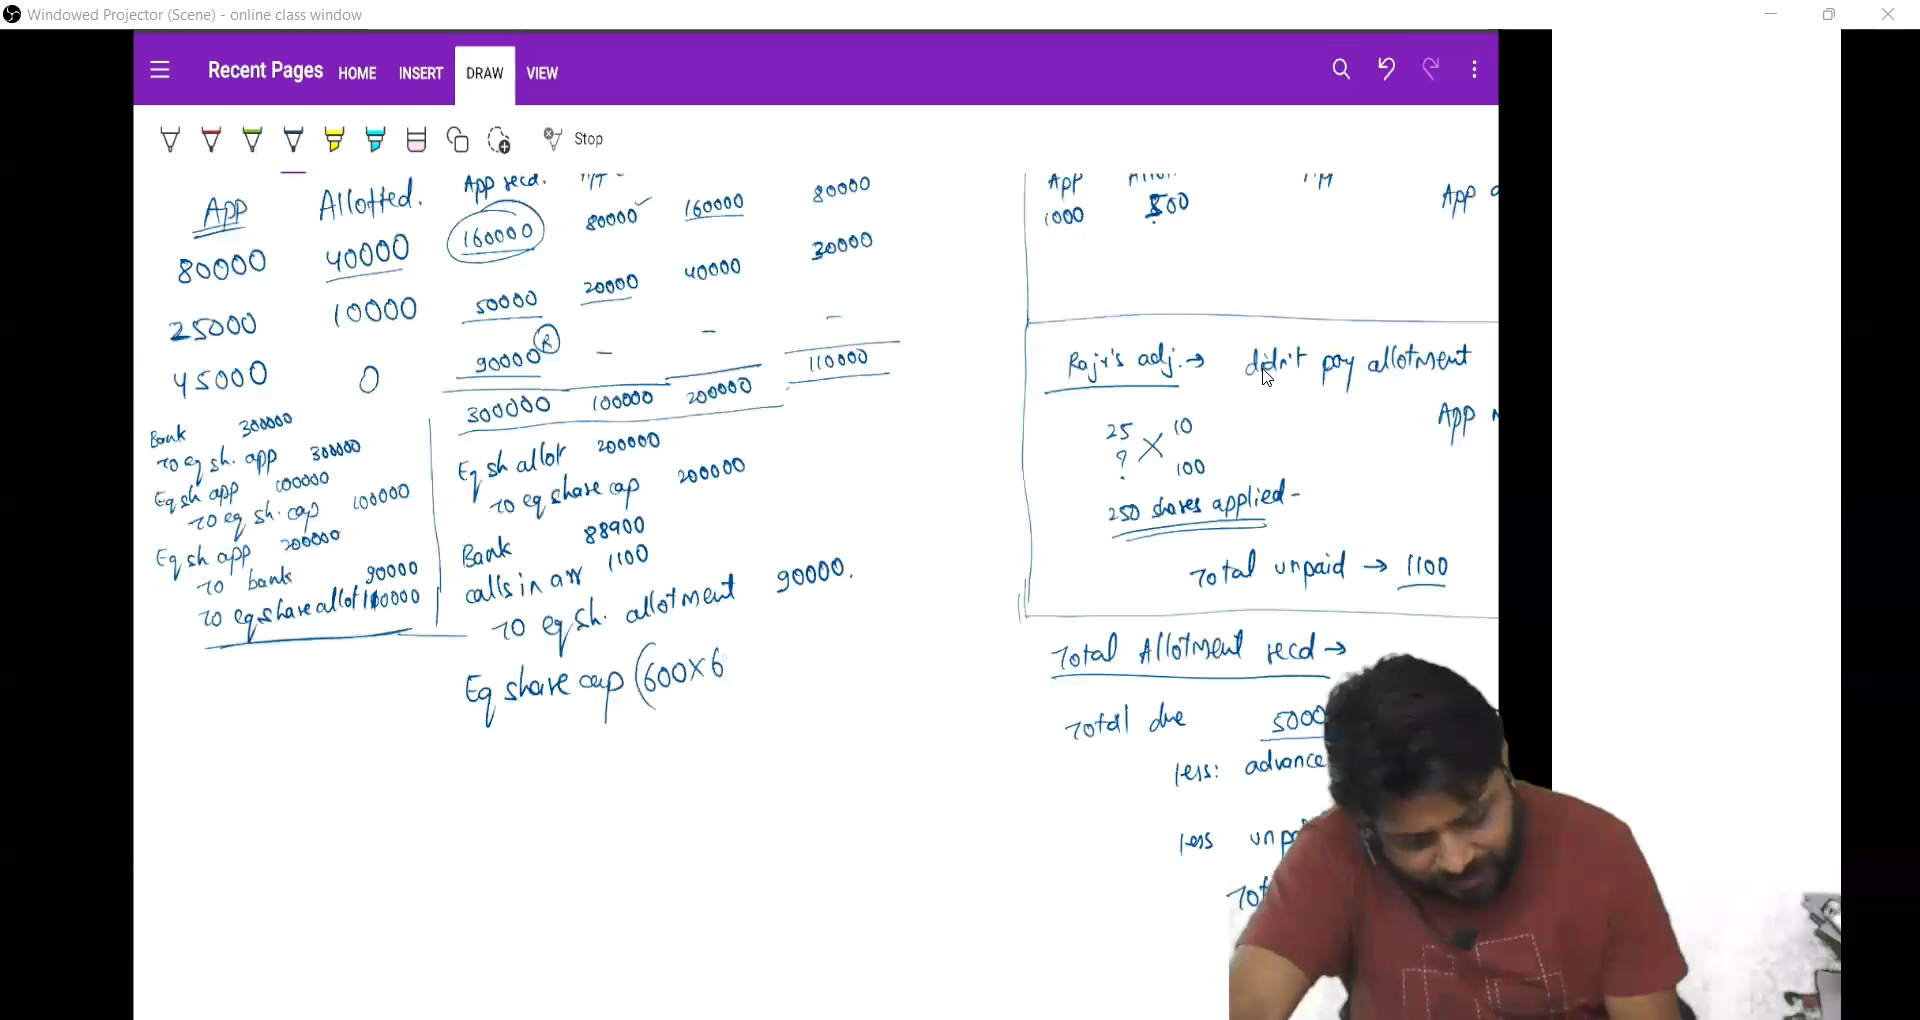 Windowed Projector (Scene) - online class window
Recent Pages HOME INSERT DRAW VIEW
Stop
App Allotted. App recd.
80000 40000 160000 80000 160000 80000
25000 10000 50000 20000 40000 30000
45000 0 90000 R - - -
300000 100000 200000 110000
Bank 300000
To eq sh. app 300000
Eq sh app 100000
To eq sh. cap 100000
Eq sh app 200000
To bank 90000
To eq share allot 110000
Eq sh allot 200000
To eq share cap 200000
Bank 88900
calls in arr 1100
To eq sh. allotment 90000.
Eq share cap (600x6
App
1000 500
App
Rajv's adj. → didn't pay allotment
25 10
? 100
App
250 shares applied-
Total unpaid → 1100
Total Allotment recd →
Total due 5000
less: advance
less